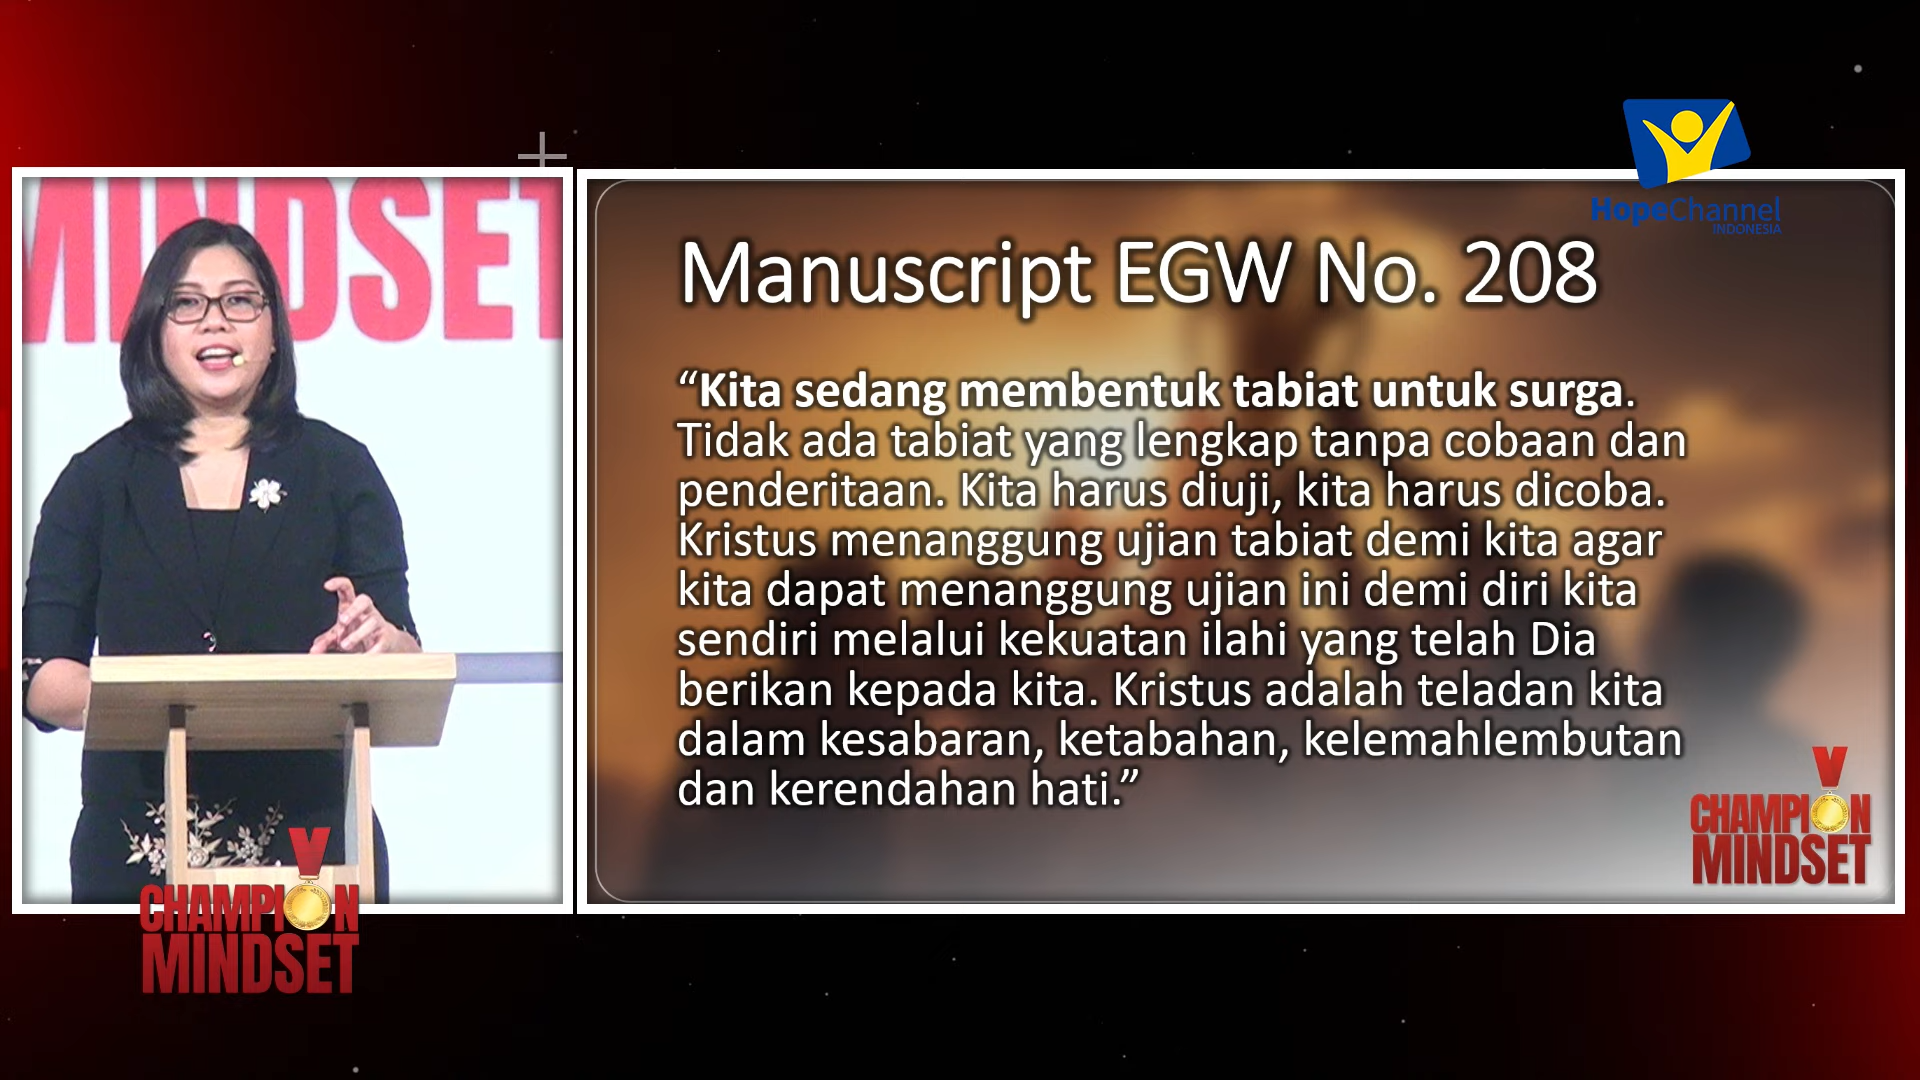 HopeChannel
INDONESIA
MINDSET
Manuscript EGW No. 208
“Kita sedang membentuk tabiat untuk surga.
Tidak ada tabiat yang lengkap tanpa cobaan dan
penderitaan. Kita harus diuji, kita harus dicoba.
Kristus menanggung ujian tabiat demi kita agar
kita dapat menanggung ujian ini demi diri kita
sendiri melalui kekuatan ilahi yang telah Dia
berikan kepada kita. Kristus adalah teladan kita
dalam kesabaran, ketabahan, kelemahlembutan
dan kerendahan hati.”
CHAMPION
MINDSET
CHAMPION
MINDSET